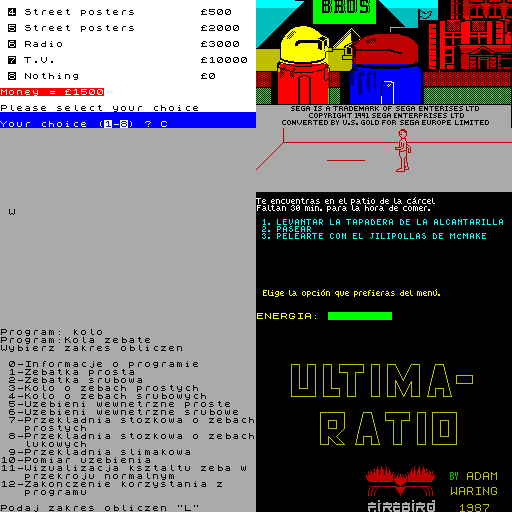 4 Street posters £500
5 Street posters £2000
6 Radio £3000
7 T.V. £10000
8 Nothing £0
Money = £1500
Please select your choice
Your choice (1-8) ? C
BROS
SEGA IS A TRADEMARK OF SEGA ENTERISES LTD
COPYRIGHT 1991 SEGA ENTERPRISES LTD
CONVERTED BY U.S. GOLD FOR SEGA EUROPE LIMITED
W
Program: kolo
Program:Kola zebate
Wybierz zakres obliczen
0-Informacje o programie
1-Zebatka prosta
2-Zebatka srubowa
3-Kolo o zebach prostych
4-Kolo o zebach srubowych
5-Uzebieni wewnetrzne proste
6-Uzebieni wewnetrzne srubowe
7-Przekladnia stozkowa o zebach
prostych
8-Przekladnia stozkowa o zebach
lukowych
9-Przekladnia slimakowa
10-Pomiar uzebienia
11-Wizualizacja ksztaltu zeba w
przekroju normalnym
12-Zakonczenie korzystania z
programu
Podaj zakres obliczen "L"
Te encuentras en el patio de la cárcel
Faltan 30 min. para la hora de comer.
1. LEVANTAR LA TAPADERA DE LA ALCANTARILLA
2. PASEAR
3. PELEARTE CON EL JILIPOLLAS DE McMAKE
Elige la opción que prefieras del menú.
ENERGIA:
ULTIMA-
RATIO
FIREBIRD
BY ADAM
WARING
1987